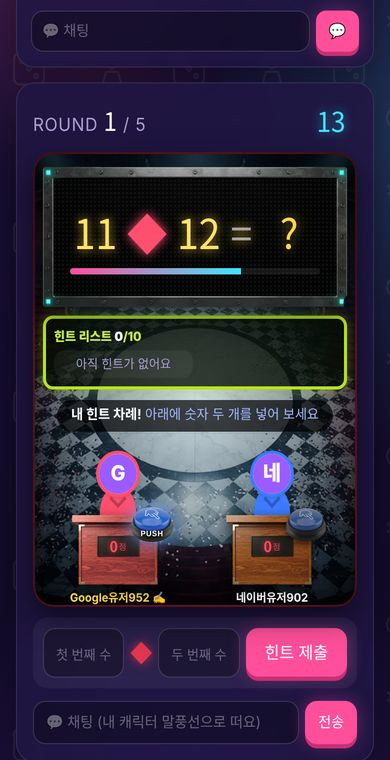 💬 채팅
💬
ROUND 1 / 5
13
11 ♦ 12 = ?
힌트 리스트 0/10
아직 힌트가 없어요
내 힌트 차례! 아래에 숫자 두 개를 넣어 보세요
G
네
PUSH
0점
0점
Google유저952 ✍️
네이버유저902
첫 번째 수 ♦ 두 번째 수
힌트 제출
💬 채팅 (내 캐릭터 말풍선으로 떠요)
전송